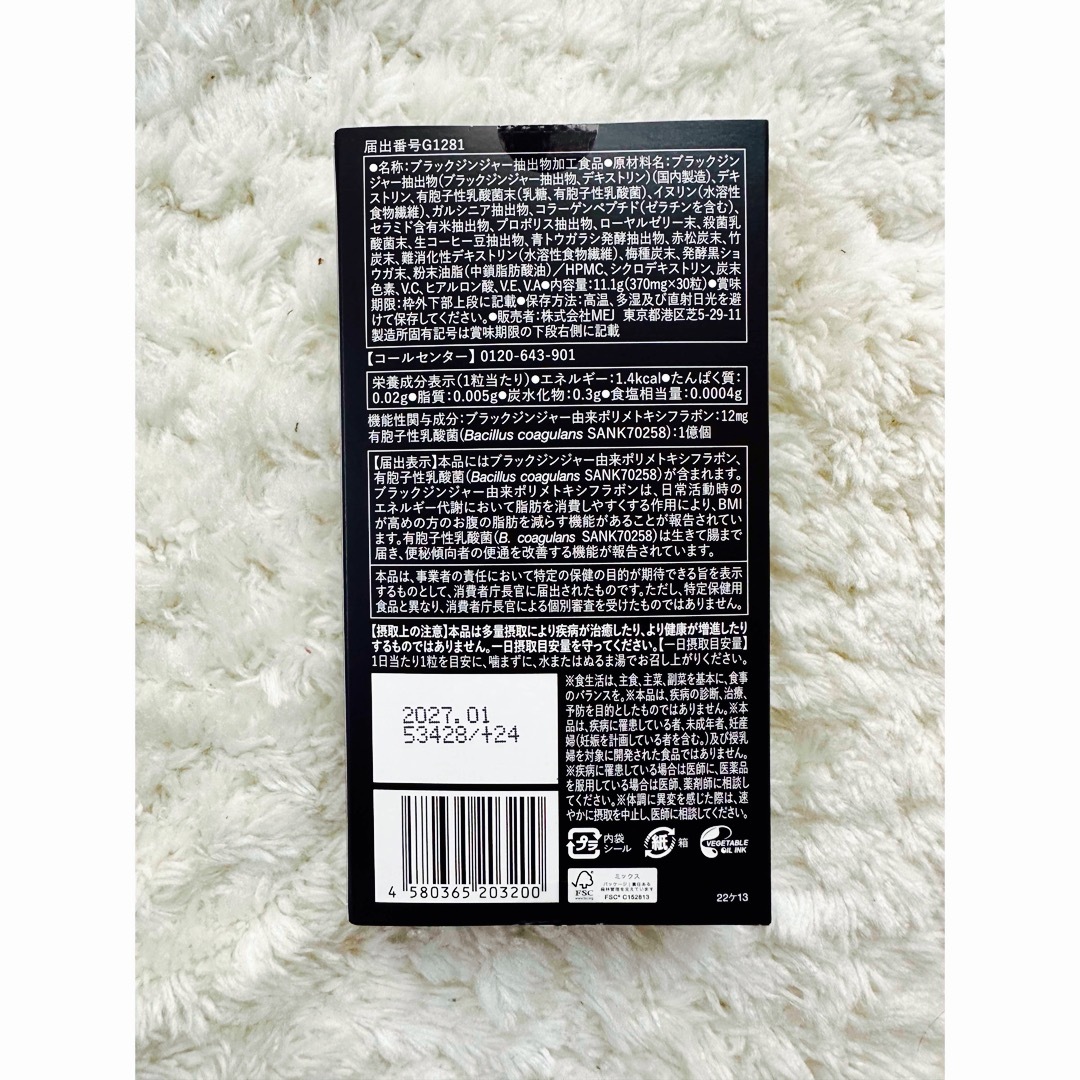 届出番号G1281
●名称:ブラックジンジャー抽出物加工食品●原材料名:ブラックジン
ジャー抽出物(ブラックジンジャー抽出物、デキストリン)(国内製造)、デキ
ストリン、有胞子性乳酸菌末(乳糖、有胞子性乳酸菌)、イヌリン(水溶性
食物繊維)、ガルシニア抽出物、コラーゲンペプチド(ゼラチンを含む)、
セラミド含有米抽出物、プロポリス抽出物、ローヤルゼリー末、殺菌乳
酸菌末、生コーヒー豆抽出物、青トウガラシ発酵抽出物、赤松炭末、竹
炭末、難消化性デキストリン(水溶性食物繊維)、梅種炭末、発酵黒ショ
ウガ末、粉末油脂(中鎖脂肪酸油)/HPMC、シクロデキストリン、炭末
色素、V.C、ヒアルロン酸、V.E、V.A●内容量:11.1g(370mg×30粒)●賞味
期限:枠外下部上段に記載●保存方法:高温、多湿及び直射日光を避
けて保存してください。●販売者:株式会社MEJ 東京都港区芝5-29-11
製造所固有記号は賞味期限の下段右側に記載
【コールセンター】0120-643-901
栄養成分表示(1粒当たり)●エネルギー:1.4kcal●たんぱく質:
0.02g●脂質:0.005g●炭水化物:0.3g●食塩相当量:0.0004g
機能性関与成分:ブラックジンジャー由来ポリメトキシフラボン:12mg
有胞子性乳酸菌(Bacillus coagulans SANK70258):1億個
【届出表示】本品にはブラックジンジャー由来ポリメトキシフラボン、
有胞子性乳酸菌(Bacillus coagulans SANK70258)が含まれます。
ブラックジンジャー由来ポリメトキシフラボンは、日常活動時の
エネルギー代謝において脂肪を消費しやすくする作用により、BMI
が高めの方のお腹の脂肪を減らす機能があることが報告されていま
す。有胞子性乳酸菌(B. coagulans SANK70258)は生きて腸まで
届き、便秘傾向者の便通を改善する機能が報告されています。
本品は、事業者の責任において特定の保健の目的が期待できる旨を表示
するものとして、消費者庁長官に届出されたものです。ただし、特定保健用
食品と異なり、消費者庁長官による個別審査を受けたものではありません。
【摂取上の注意】本品は多量摂取により疾病が治癒したり、より健康が増進したり
するものではありません。一日摂取目安量を守ってください。【一日摂取目安量】
1日当たり1粒を目安に、噛まずに、水またはぬるま湯でお召し上がりください。
※食生活は、主食、主菜、副菜を基本に、食事
のバランスを。※本品は、疾病の診断、治療、
予防を目的としたものではありません。※本
品は、疾病に罹患している者、未成年者、妊産
婦(妊娠を計画している者を含む。)及び授乳
婦を対象に開発された食品ではありません。
※疾病に罹患している場合は医師に、医薬品
を服用している場合は医師、薬剤師に相談し
てください。※体調に異変を感じた際は、速
やかに摂取を中止し、医師に相談してください。
2027.01
53428/+24
4 580365 203200
プラ 内袋
シール
紙 箱
VEGETABLE
OIL INK
FSC
ミックス
パッケージ|責任ある
森林管理を支えています
FSC® C152613
22ケ13